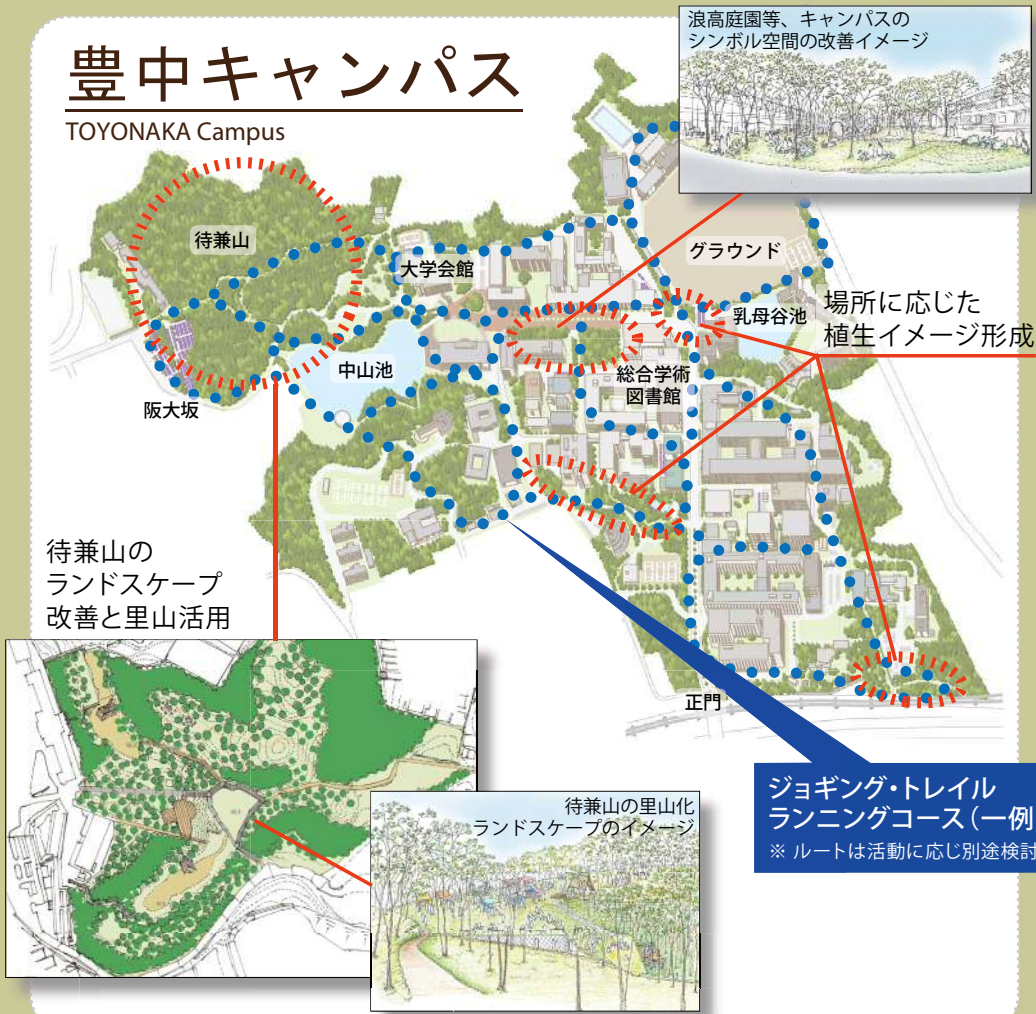 豊中キャンパス
TOYONAKA Campus
浪高庭園等、キャンパスの
シンボル空間の改善イメージ
待兼山
大学会館
グラウンド
乳母谷池
場所に応じた
植生イメージ形成
中山池
総合学術
図書館
阪大坂
待兼山の
ランドスケープ
改善と里山活用
正門
ジョギング・トレイル
ランニングコース(一例
※ ルートは活動に応じ別途検討
待兼山の里山化
ランドスケープのイメージ